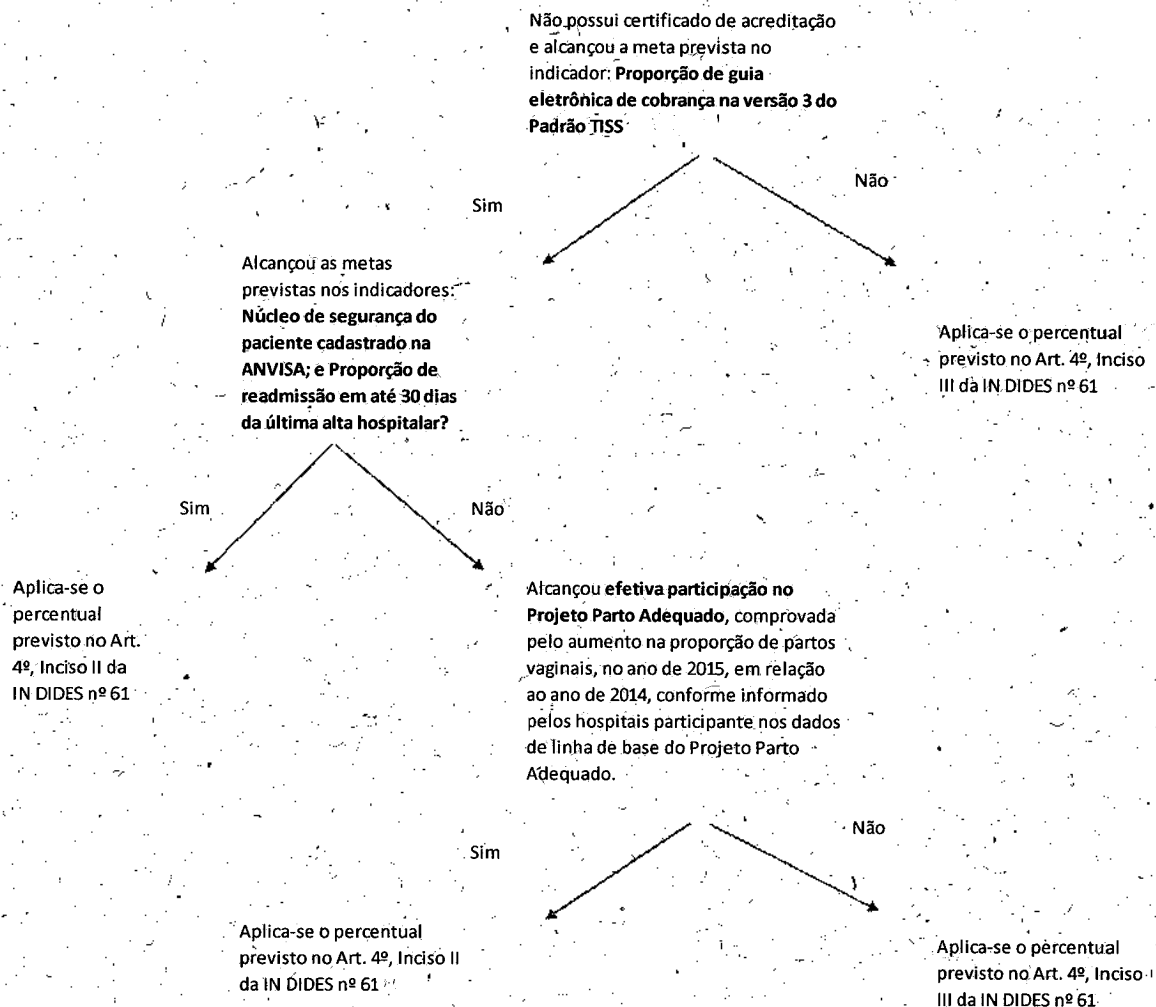 Não possui certificado de acreditação
e alcançou a meta prevista no
indicador: Proporção de guia
eletrônica de cobrança na versão 3 do
Padrão TISS
Sim
Não
Alcançou as metas
previstas nos indicadores:
Núcleo de segurança do
paciente cadastrado na
ANVISA; e Proporção de
readmissão em até 30 dias
da última alta hospitalar?
Aplica-se o percentual
previsto no Art. 4º, Inciso
III da IN DIDES nº 61
Sim
Não
Aplica-se o
percentual
previsto no Art.
4º, Inciso II da
IN DIDES nº 61
Alcançou efetiva participação no
Projeto Parto Adequado, comprovada
pelo aumento na proporção de partos
vaginais, no ano de 2015, em relação
ao ano de 2014, conforme informado
pelos hospitais participante nos dados
de linha de base do Projeto Parto
Adequado.
Sim
Não
Aplica-se o percentual
previsto no Art. 4º, Inciso II
da IN DIDES nº 61
Aplica-se o percentual
previsto no Art. 4º, Inciso
III da IN DIDES nº 61